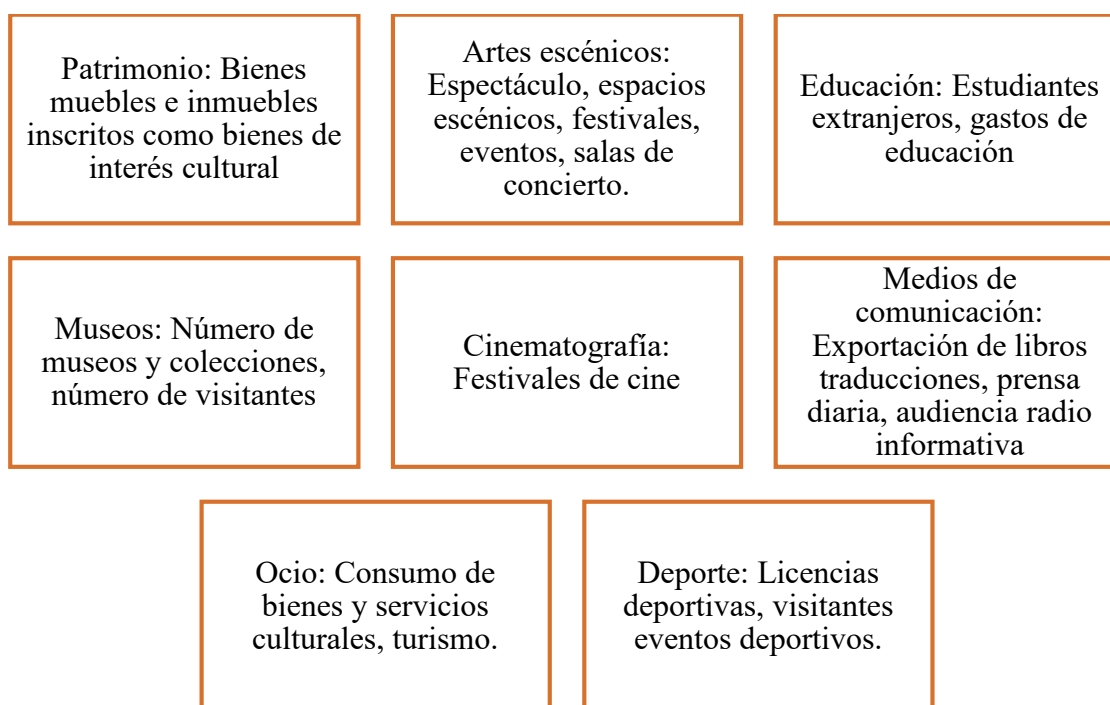 Patrimonio: Bienes
muebles e inmuebles
inscritos como bienes de
interés cultural
Artes escénicos:
Espectáculo, espacios
escénicos, festivales,
eventos, salas de
concierto.
Educación: Estudiantes
extranjeros, gastos de
educación
Museos: Número de
museos y colecciones,
número de visitantes
Cinematografía:
Festivales de cine
Medios de
comunicación:
Exportación de libros
traducciones, prensa
diaria, audiencia radio
informativa
Ocio: Consumo de
bienes y servicios
culturales, turismo.
Deporte: Licencias
deportivas, visitantes
eventos deportivos.